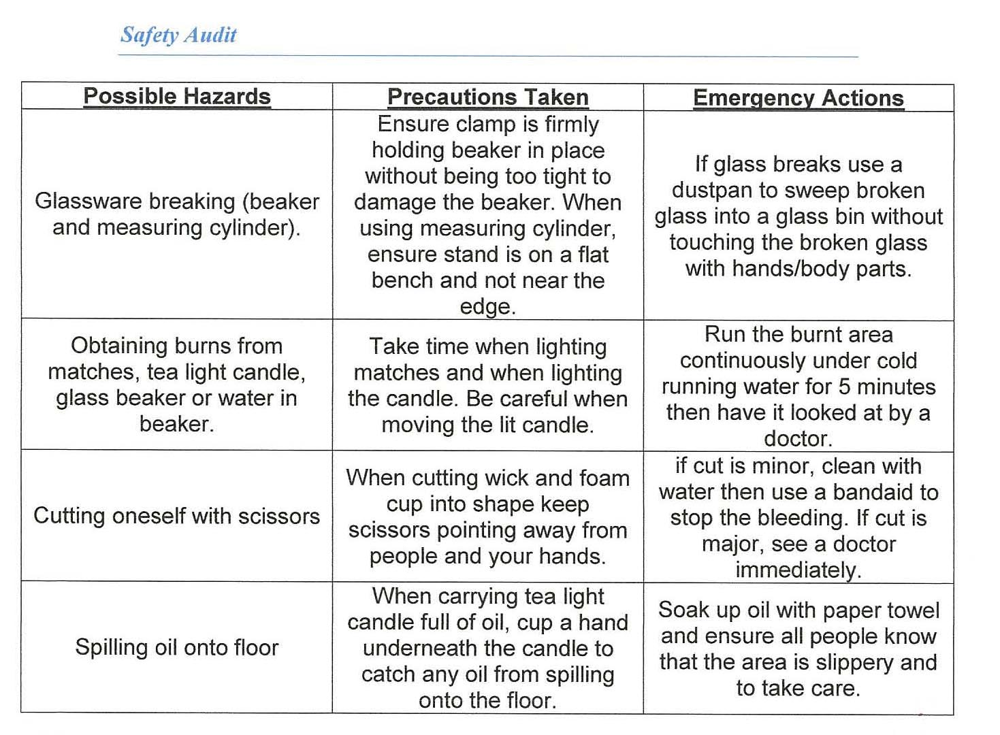 Safety Audit
Possible Hazards
Precautions Taken
Emergency Actions
Glassware breaking (beaker
and measuring cylinder).
Ensure clamp is firmly
holding beaker in place
without being too tight to
damage the beaker. When
using measuring cylinder,
ensure stand is on a flat
bench and not near the
edge.
If glass breaks use a
dustpan to sweep broken
glass into a glass bin without
touching the broken glass
with hands/body parts.
Obtaining burns from
matches, tea light candle,
glass beaker or water in
beaker.
Take time when lighting
matches and when lighting
the candle. Be careful when
moving the lit candle.
Run the burnt area
continuously under cold
running water for 5 minutes
then have it looked at by a
doctor.
Cutting oneself with scissors
When cutting wick and foam
cup into shape keep
scissors pointing away from
people and your hands.
if cut is minor, clean with
water then use a bandaid to
stop the bleeding. If cut is
major, see a doctor
immediately.
Spilling oil onto floor
When carrying tea light
candle full of oil, cup a hand
underneath the candle to
catch any oil from spilling
onto the floor.
Soak up oil with paper towel
and ensure all people know
that the area is slippery and
to take care.